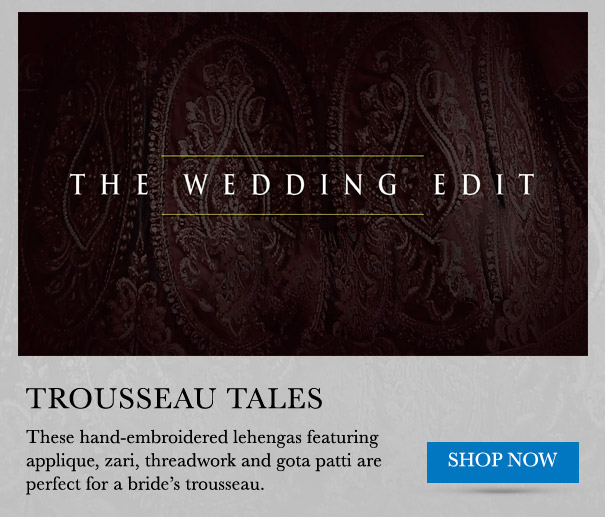 THE WEDDING EDIT
TROUSSEAU TALES
These hand-embroidered lehengas featuring
applique, zari, threadwork and gota patti are
perfect for a bride’s trousseau.
SHOP NOW